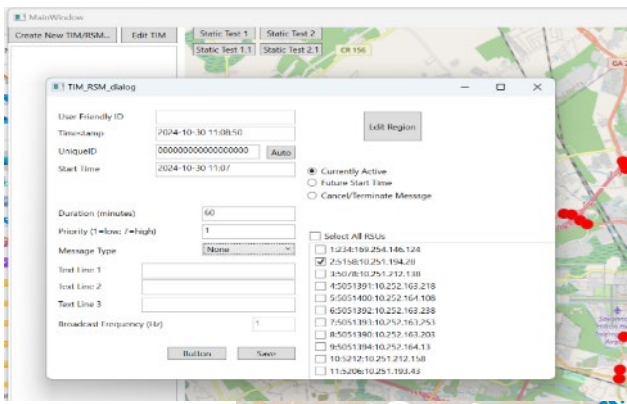 MainWindow
Create New TIM/RSM... Edit TIM Static Test 1 Static Test 2
Static Test 1.1 Static Test 2.1 CR 156
TIM_RSM_dialog
User Friendly ID
Edit Region
Timestamp 2024-10-30 11:08:50
UniqueID 000000000000000000 Auto
Start Time 2024-10-30 11:07
Currently Active
Future Start Time
Cancel/Terminate Message
Duration (minutes) 60
Priority (1=low; 7=high) 1
Message Type None
Select All RSUs
1:234:169.254.146.124
2:5158:10.251.194.28
3:5078:10.251.212.138
4:5051391:10.252.163.218
5:5051400:10.252.164.108
6:5051392:10.252.163.238
7:5051393:10.252.163.253
8:5051390:10.252.163.203
9:5051394:10.252.164.13
10:5212:10.251.212.158
11:5206:10.251.193.43
Text Line 1
Text Line 2
Text Line 3
Broadcast Frequency (Hz) 1
Button Save